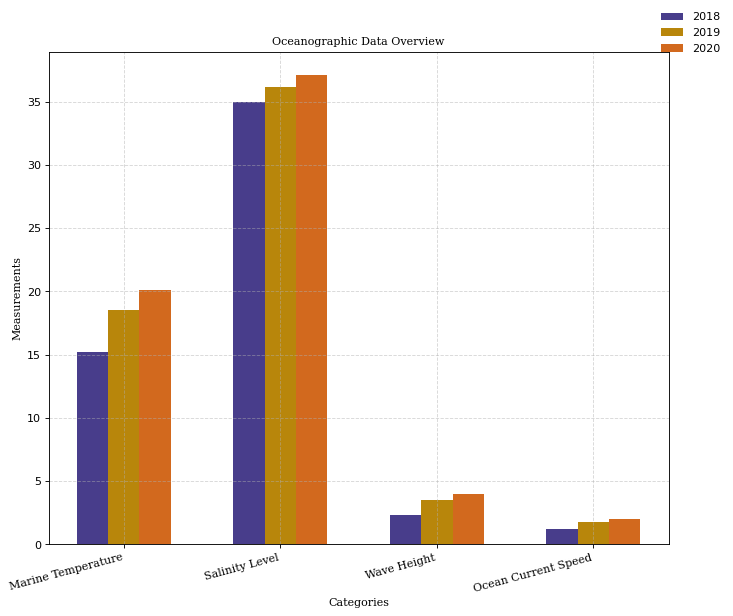 2018
2019
2020
Oceanographic Data Overview
Measurements
35
30
25
20
15
10
5
0
Marine Temperature
Salinity Level
Wave Height
Ocean Current Speed
Categories